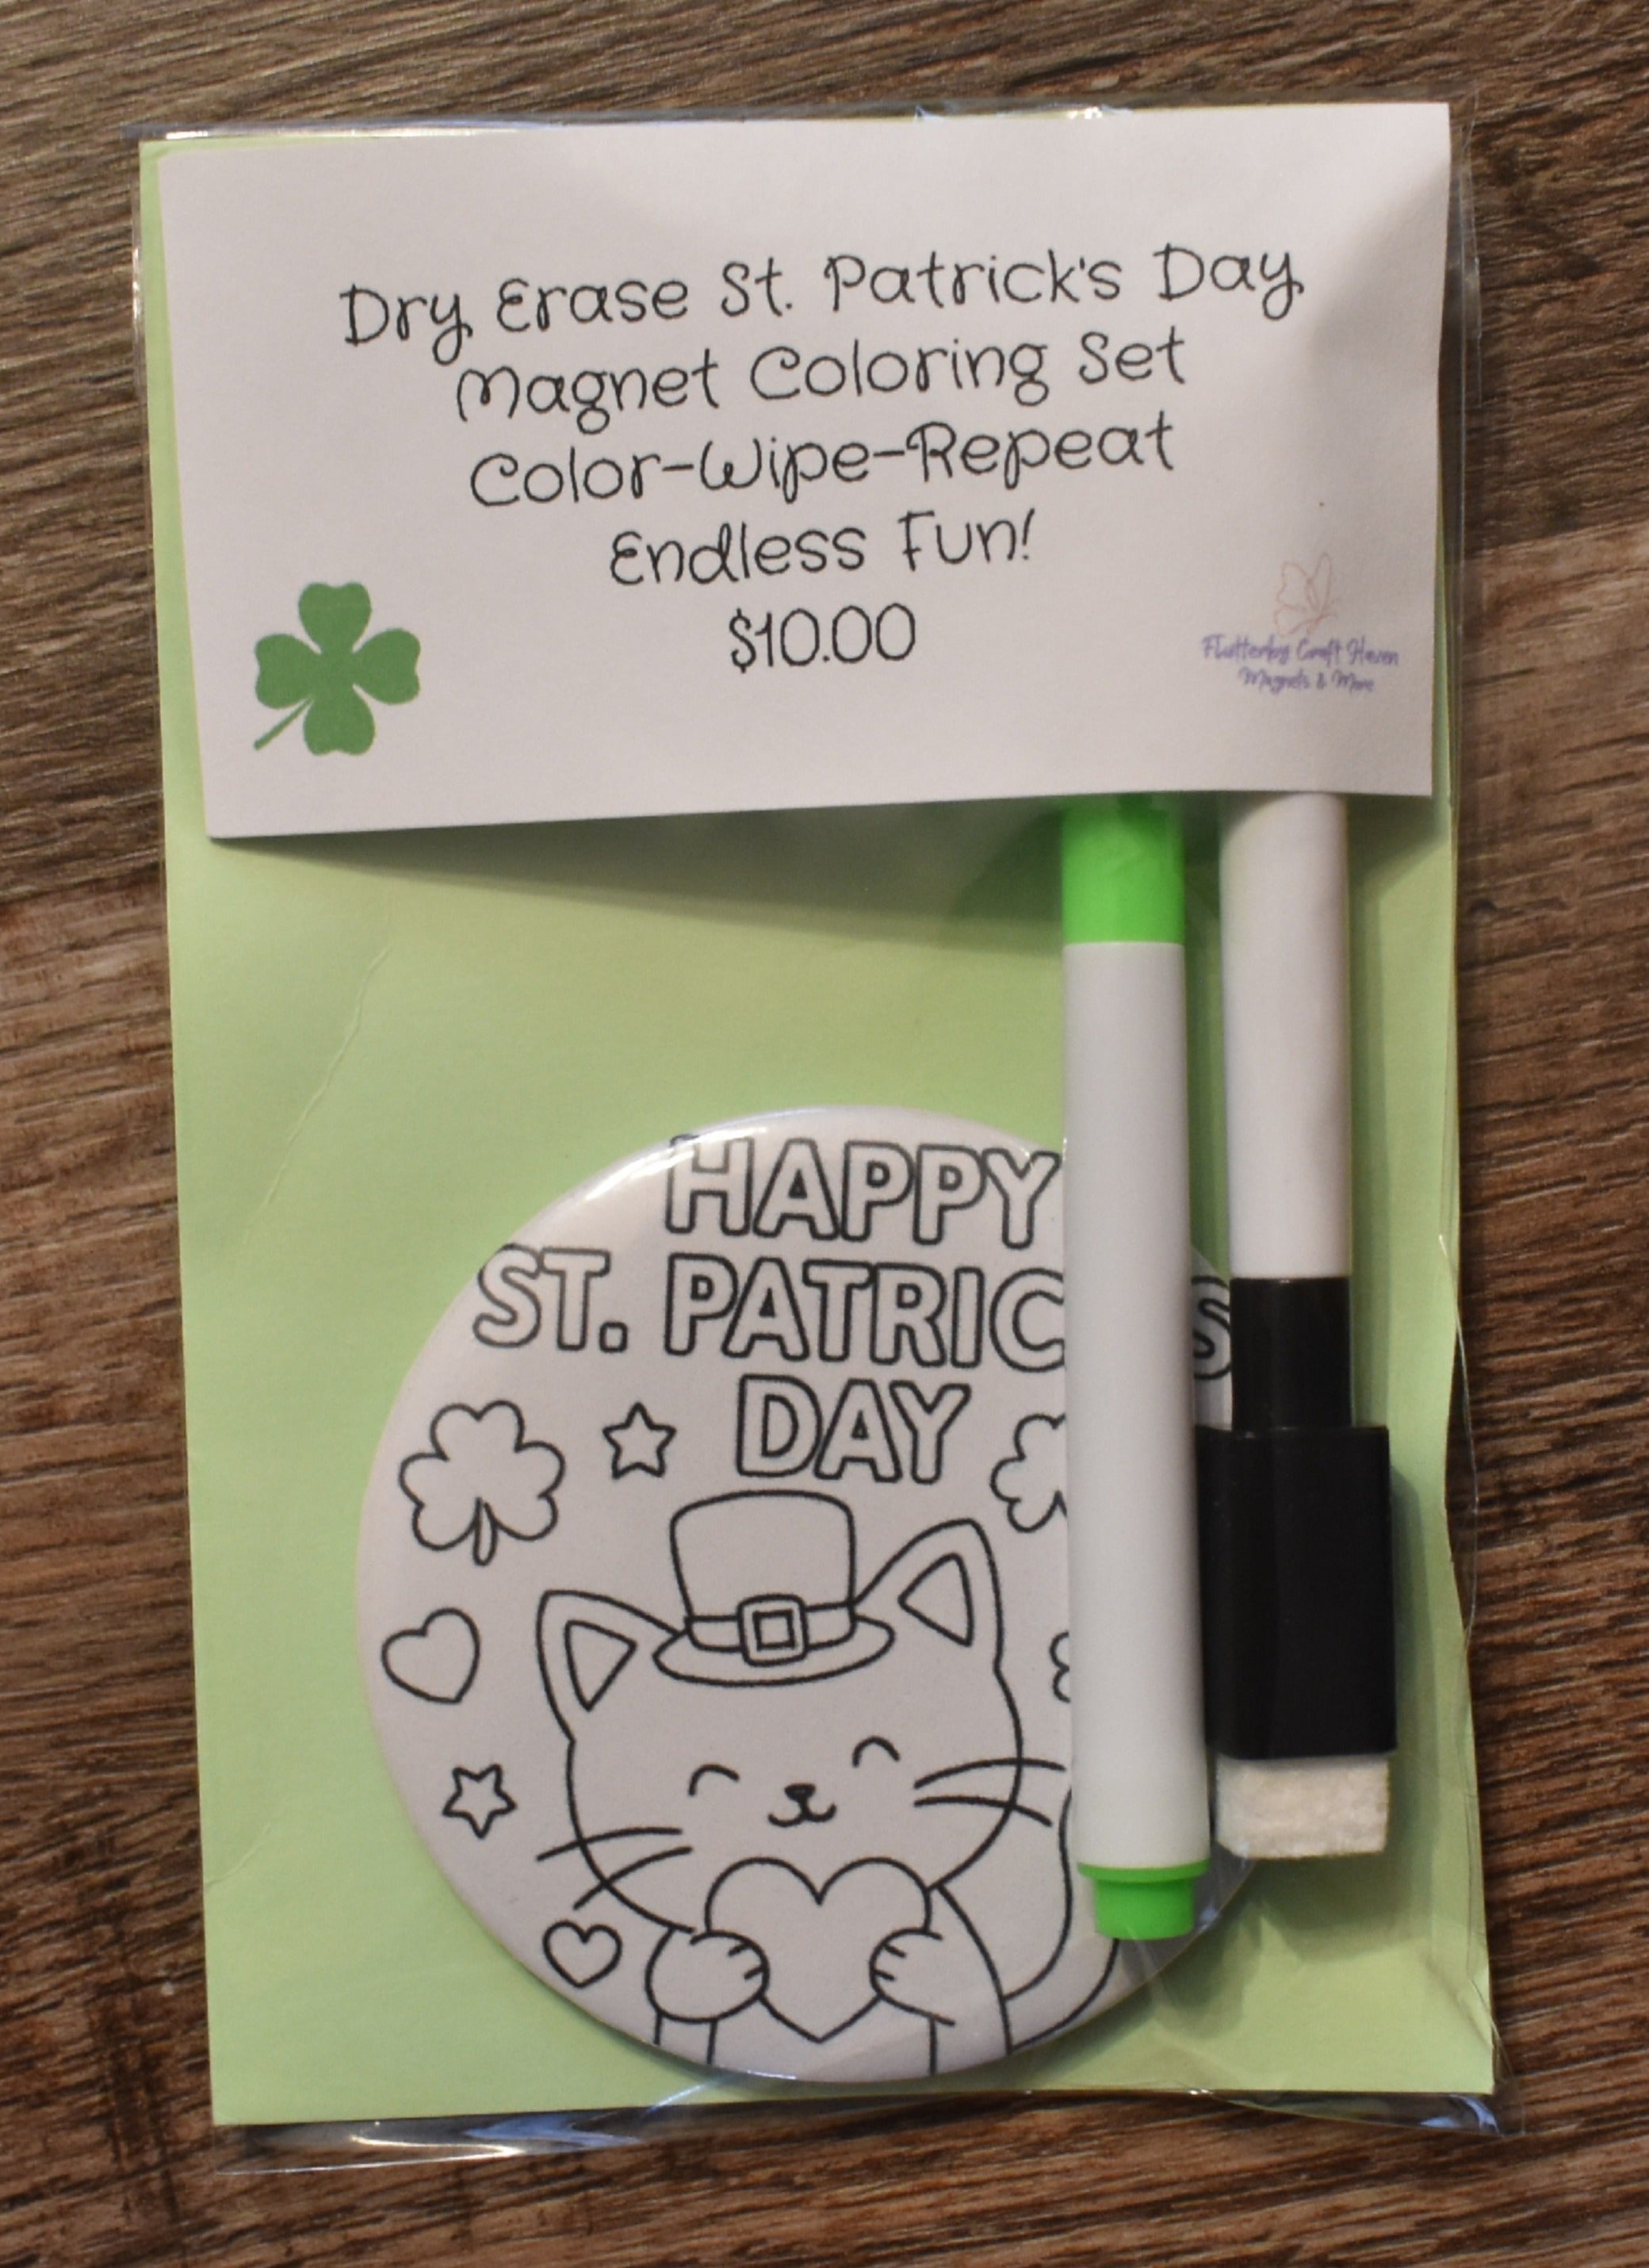 Dry Erase St. Patrick's Day
Magnet Coloring Set
Color-Wipe-Repeat
Endless Fun!
$10.00
Flutterby Craft Haven
Magnets & More
HAPPY
ST. PATRIC S
DAY